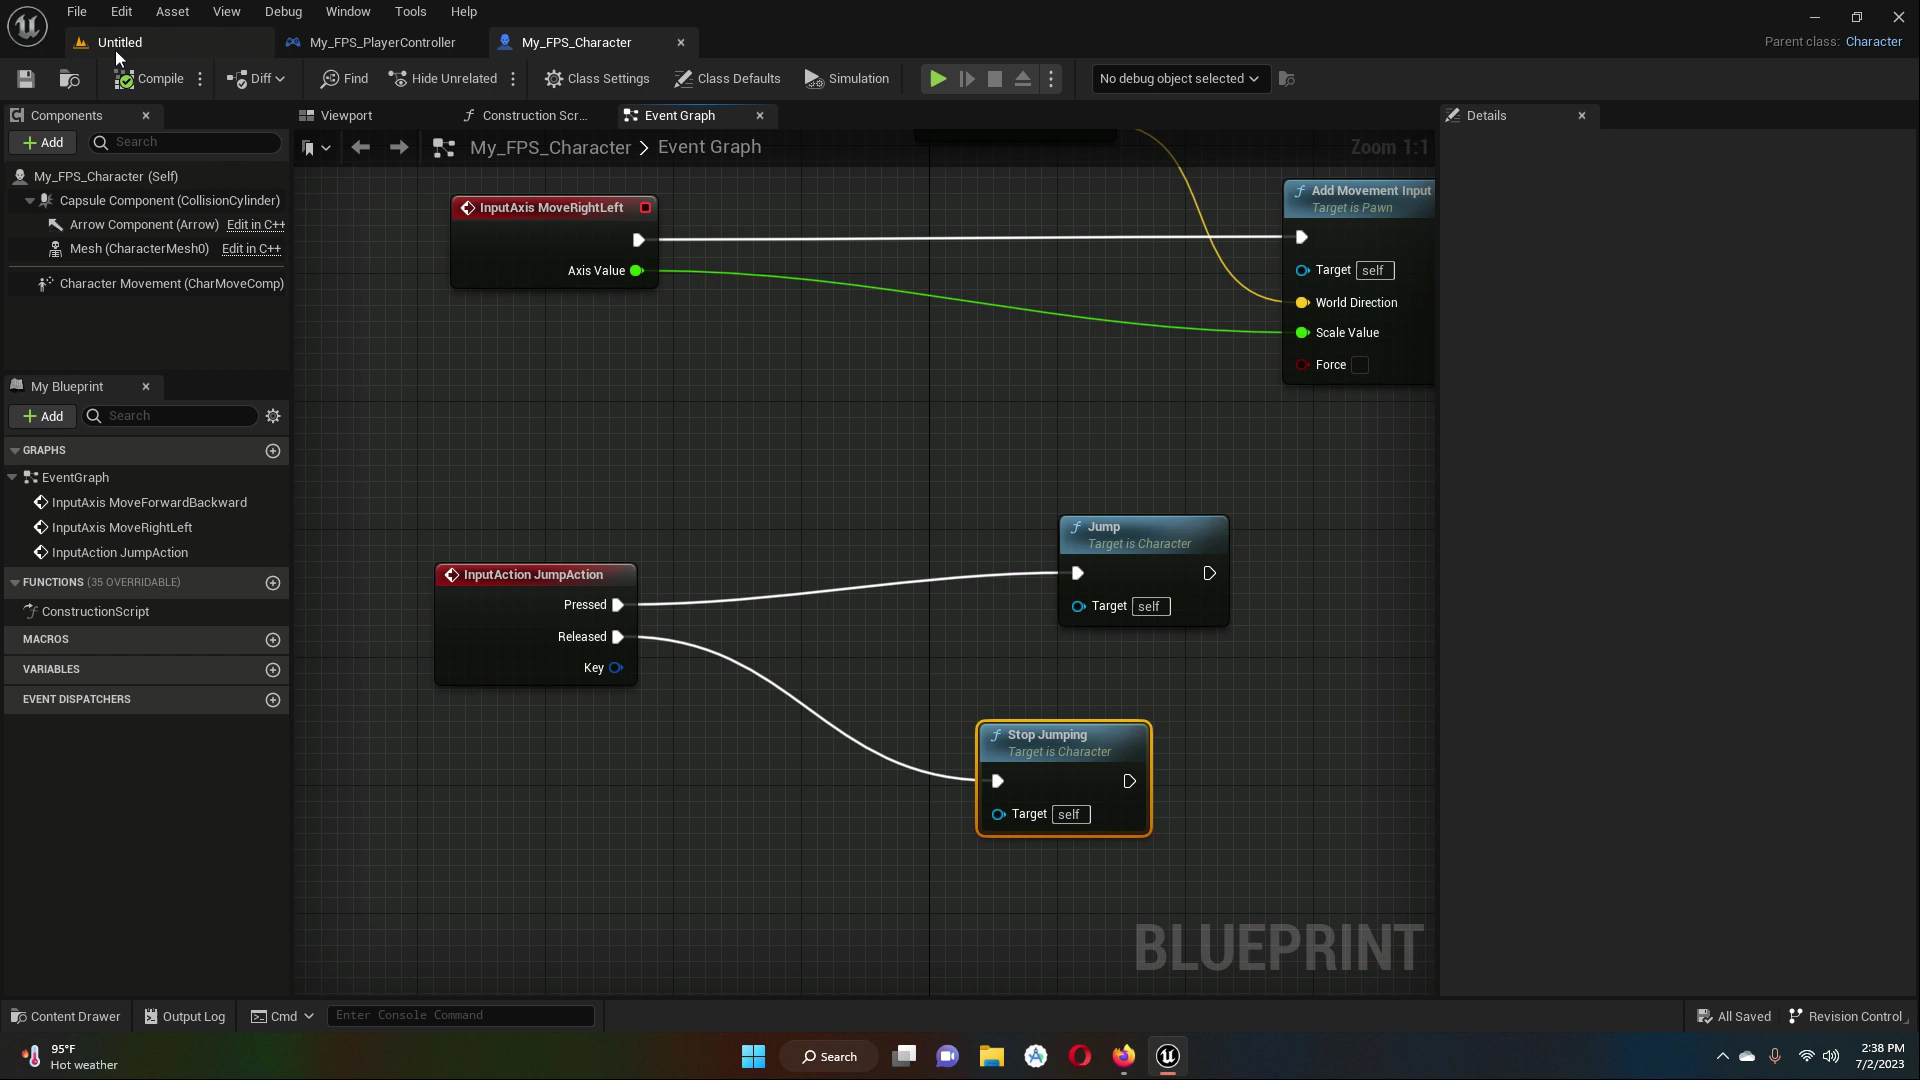 File Edit Asset View Debug Window Tools Help
Untitled My_FPS_PlayerController My_FPS_Character
Parent class: Character
Compile Diff Find Hide Unrelated Class Settings Class Defaults Simulation No debug object selected
Components
Viewport Construction Scr... Event Graph Details
Add Search
My_FPS_Character > Event Graph Zoom 1:1
My_FPS_Character (Self)
Capsule Component (CollisionCylinder)
Arrow Component (Arrow) Edit in C++
Mesh (CharacterMesh0) Edit in C++
Character Movement (CharMoveComp)
InputAxis MoveRightLeft
Axis Value
Add Movement Input
Target is Pawn
Target self
World Direction
Scale Value
Force
My Blueprint
Add Search
GRAPHS
EventGraph
InputAxis MoveForwardBackward
InputAxis MoveRightLeft
InputAction JumpAction
FUNCTIONS (35 OVERRIDABLE)
ConstructionScript
MACROS
VARIABLES
EVENT DISPATCHERS
Jump
Target is Character
Target self
InputAction JumpAction
Pressed
Released
Key
Stop Jumping
Target is Character
Target self
BLUEPRINT
Content Drawer Output Log Cmd Enter Console Command All Saved Revision Control
95°F
Hot weather
Search
2:38 PM
7/2/2023